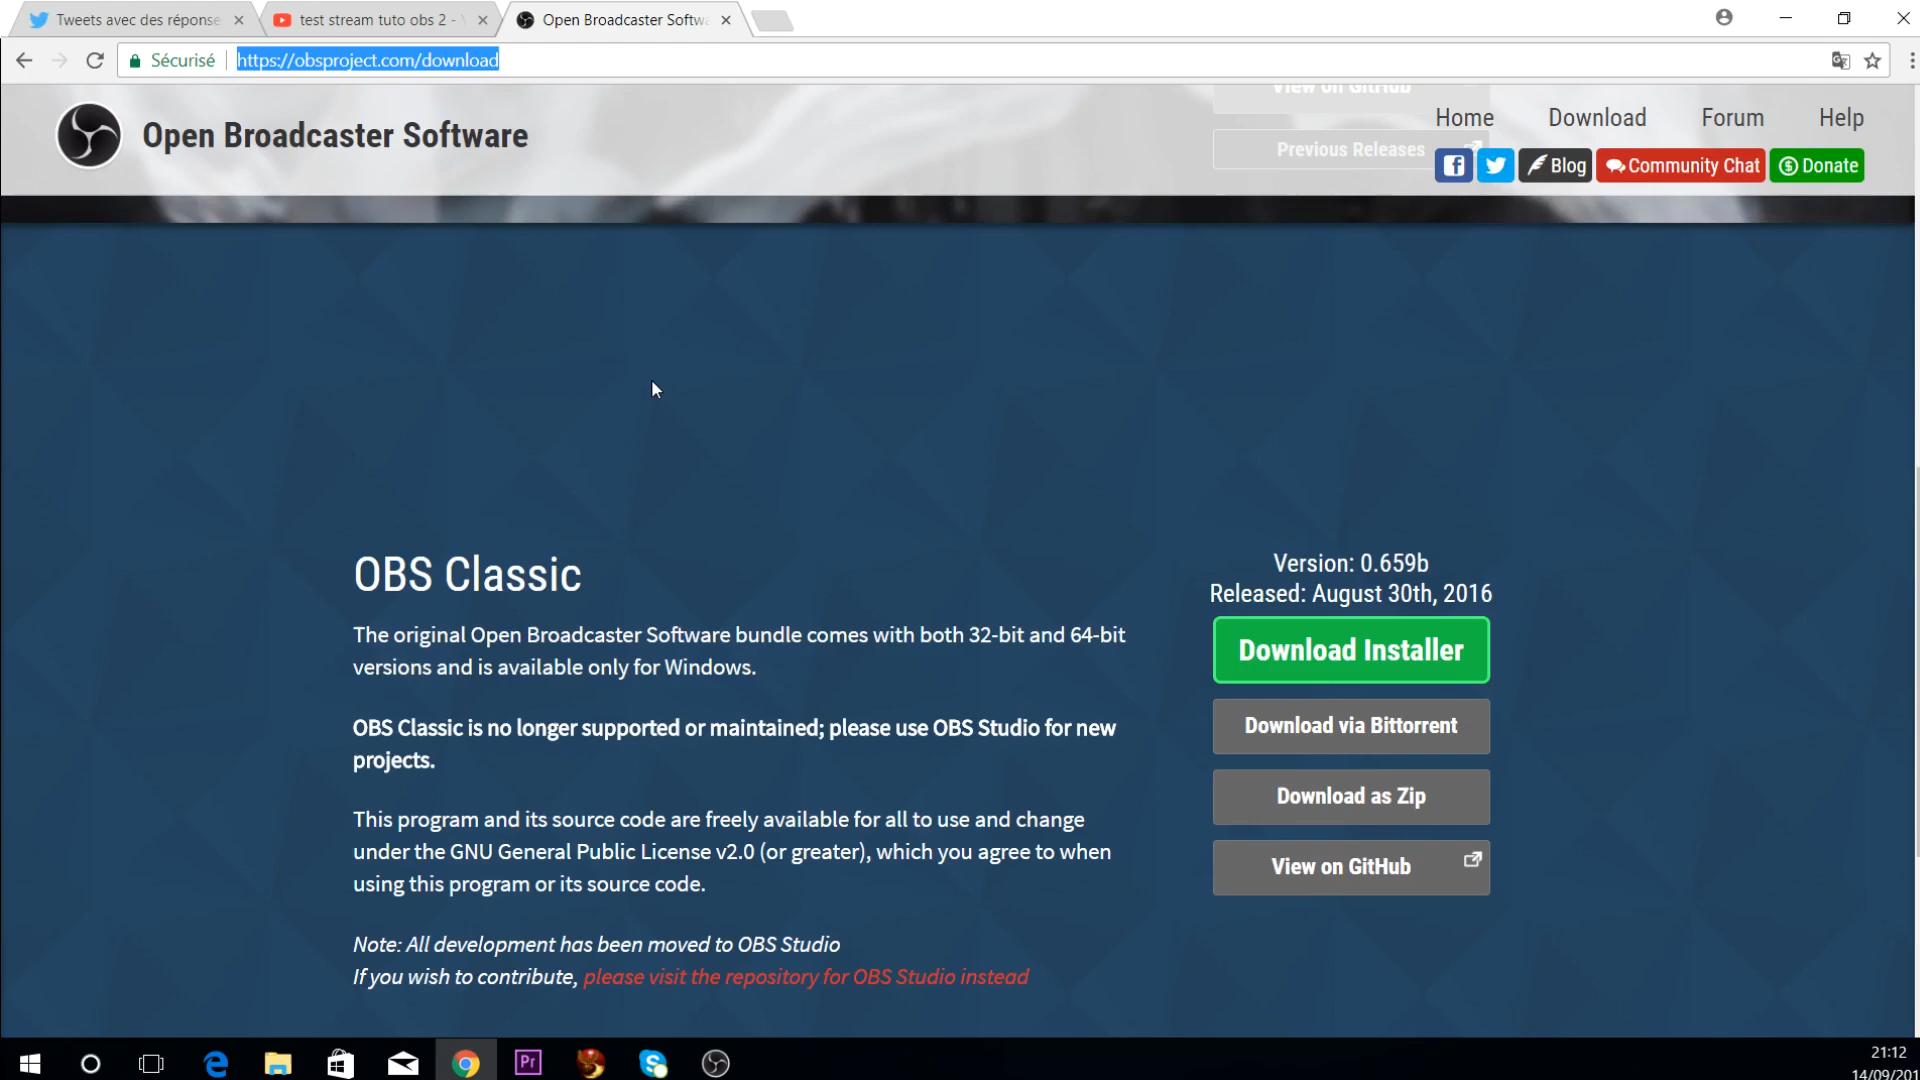 Tweets avec des réponse
test stream tuto obs 2 -
Open Broadcaster Softw
Sécurisé
https://obsproject.com/download
View on GitHub
Open Broadcaster Software
Home
Download
Forum
Help
Previous Releases
Blog
Community Chat
Donate
OBS Classic
The original Open Broadcaster Software bundle comes with both 32-bit and 64-bit
versions and is available only for Windows.
OBS Classic is no longer supported or maintained; please use OBS Studio for new
projects.
This program and its source code are freely available for all to use and change
under the GNU General Public License v2.0 (or greater), which you agree to when
using this program or its source code.
Note: All development has been moved to OBS Studio
If you wish to contribute, please visit the repository for OBS Studio instead
Version: 0.659b
Released: August 30th, 2016
Download Installer
Download via Bittorrent
Download as Zip
View on GitHub
Pr
21:12
14/09/201